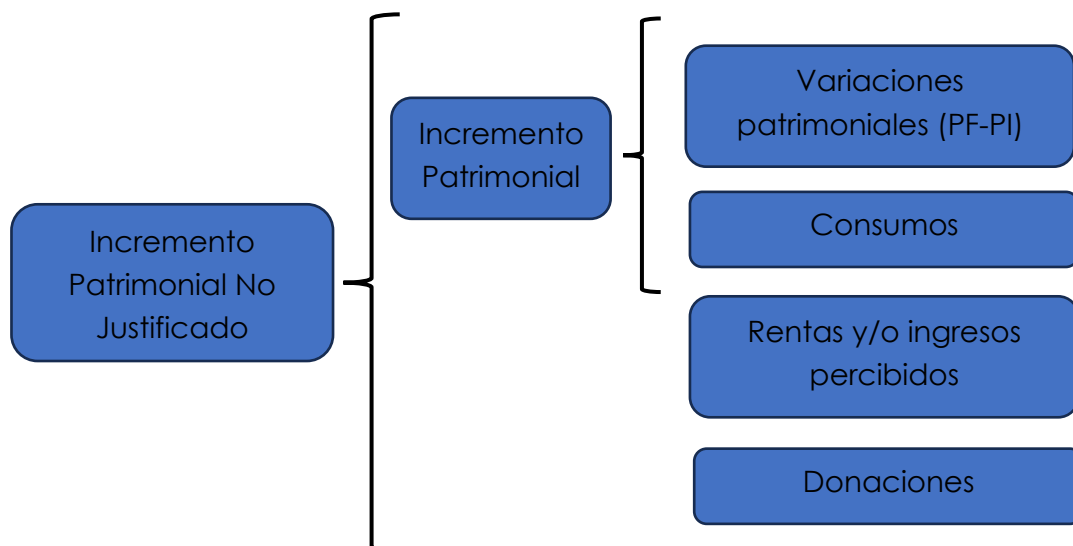 Incremento
Patrimonial No
Justificado
Incremento
Patrimonial
Variaciones
patrimoniales (PF-PI)
Consumos
Rentas y/o ingresos
percibidos
Donaciones